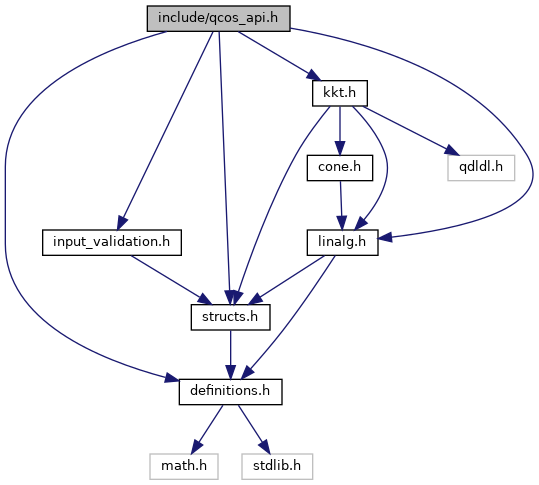 include/qcos_api.h
kkt.h
cone.h
qdldl.h
input_validation.h
linalg.h
structs.h
definitions.h
math.h
stdlib.h